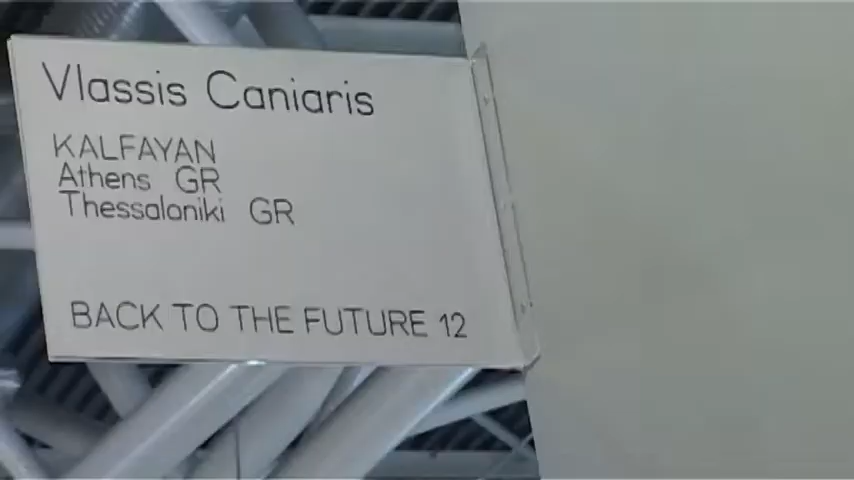 Vlassis Caniaris
KALFAYAN
Athens GR
Thessaloniki GR
BACK TO THE FUTURE 12